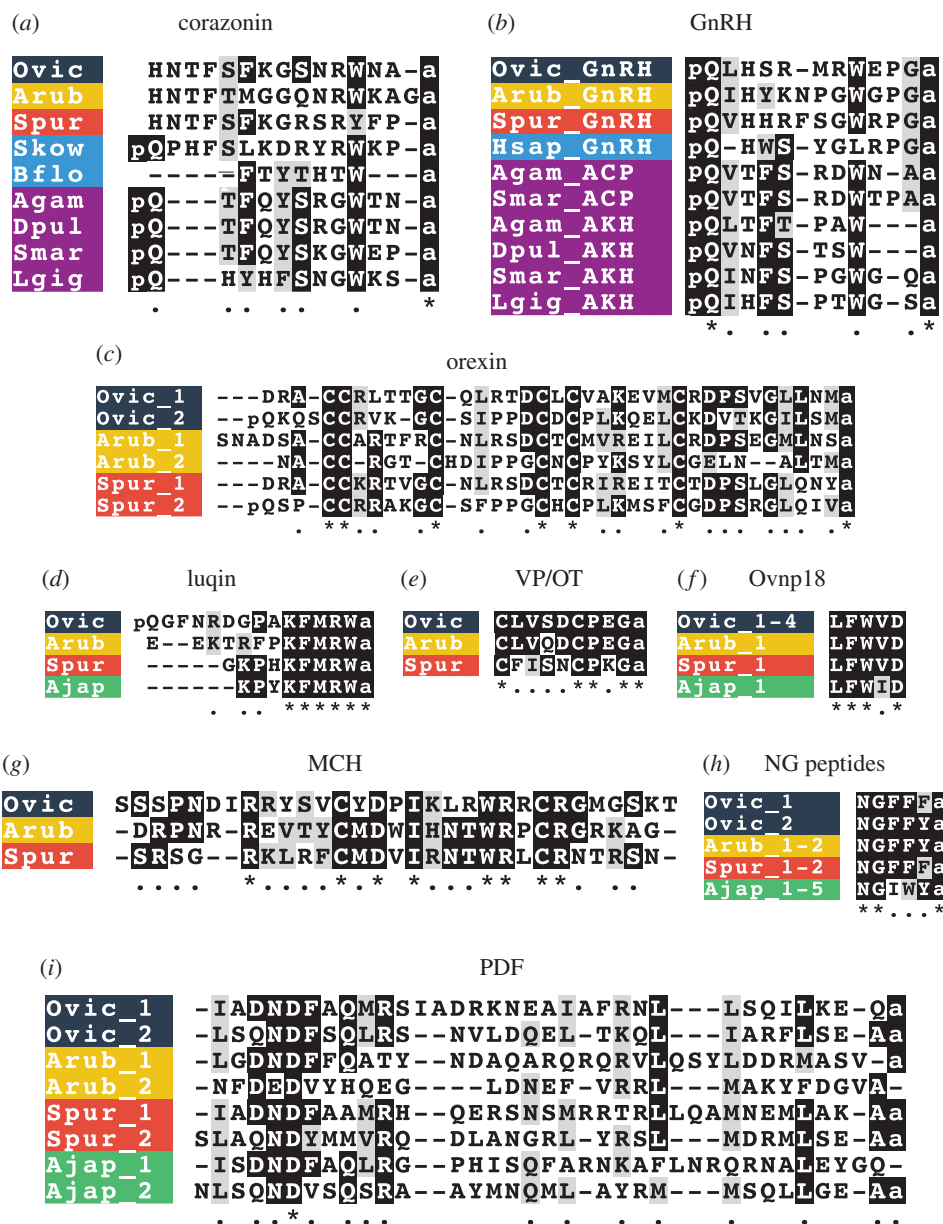 (a) corazonin
Ovic HNTFSFKGSNRWNA-a
Arub HNTFTMGGQNRWKAGa
Spur HNTFSFKGRSRYFP-a
Skow pQPHFSLKDRYRWKP-a
Bflo ----–FTYTHTW---a
Agam pQ---TFQYSRGWTN-a
Dpul pQ---TFQYSRGWTN-a
Smar pQ---TFQYSKGWEP-a
Lgig pQ---HYHFSNGWKS-a
. . . . . . *
(b) GnRH
Ovic_GnRH pQLHSR-MRWEPGa
Arub_GnRH pQIHYKNPGWGPGa
Spur_GnRH pQVHHRFSGWRPGa
Hsap_GnRH pQ-HWS-YGLRPGa
Agam_ACP pQVTFS-RDWN-Aa
Smar_ACP pQVTFS-RDWTPAa
Agam_AKH pQLTFT-PAW---a
Dpul_AKH pQVNFS-TSW---a
Smar_AKH pQINFS-PGWG-Qa
Lgig_AKH pQIHFS-PTWG-Sa
* . . . . . *
(c) orexin
Ovic_1 ---DRA-CCRLTTGC-QLRTDCLCVAKEVMCRDPSVGLLNMa
Ovic_2 --pQKQSCCRVK-GC-SIPPDCDCPLKQELCKDVTKGILSMa
Arub_1 SNADSA-CCARTFRC-NLRSDCTCMVREILCRDPSEGMLNSa
Arub_2 ----NA-CC-RGT-CHDIPPGCNCPYKSYLCGELN--ALTMa
Spur_1 ---DRA-CCKRTVGC-NLRSDCTCRIREITCTDPSLGLQNYa
Spur_2 --pQSP-CCRRAKGC-SFPPGCHCPLKMSFCGDPSRGLQIVa
. ** . . * . . * * . . * . . . . . . *
(d) luqin
Ovic pQGFNRDGPAKFMRWa
Arub E--EKTRFPKFMRWa
Spur -----GKPHKFMRWa
Ajap ------KPYKFMRWa
. . . ******
(e) VP/OT
Ovic CLVSDCPEGa
Arub CLVQDCPEGa
Spur CFISNCPKGa
*....**.**
(f) Ovnp18
Ovic_1-4 LFWVD
Arub_1 LFWVD
Spur_1 LFWVD
Ajap_1 LFWID
***.*
(g) MCH
Ovic SSSPNDIRRYSVCYDPIKLRWRRCRGMGSKT
Arub -DRPNR-REVTYCMDWIHNTWRPCRGRKAG-
Spur -SRSG--RKLRFCMDVIRNTWRLCRNTRSN-
. . . . * . . . . * * * . ** ** . . .
(h) NG peptides
Ovic_1 NGFFFa
Ovic_2 NGFFYa
Arub_1-2 NGFFYa
Spur_1-2 NGFFFa
Ajap_1-5 NGIWYa
**...*
(i) PDF
Ovic_1 -IADNDFAQMRSIADRKNEAIAFRNL---LSQILKE-Qa
Ovic_2 -LSQNDFSQLRS--NVLDQEL-TKQL---IARFLSE-Aa
Arub_1 -LGDNDFFQATY--NDAQARQRQRVLQSYLDDRMASV-a
Arub_2 -NFDEDVYHQEG----LDNEF-VRRL---MAKYFDGVA-
Spur_1 -IADNDFAAMRH--QERSNSMRRTRLLQAMNEMLAK-Aa
Spur_2 SLAQNDYMMVRQ--DLANGRL-YRSL---MDRMLSE-Aa
Ajap_1 -ISDNDFAQLRG--PHISQFARNKAFLNRQRNALEYGQ-
Ajap_2 NLSQNDVSQSRA--AYMNQML-AYRM---MSQLLGE-Aa
. . . * . . . . . . . . . . . .